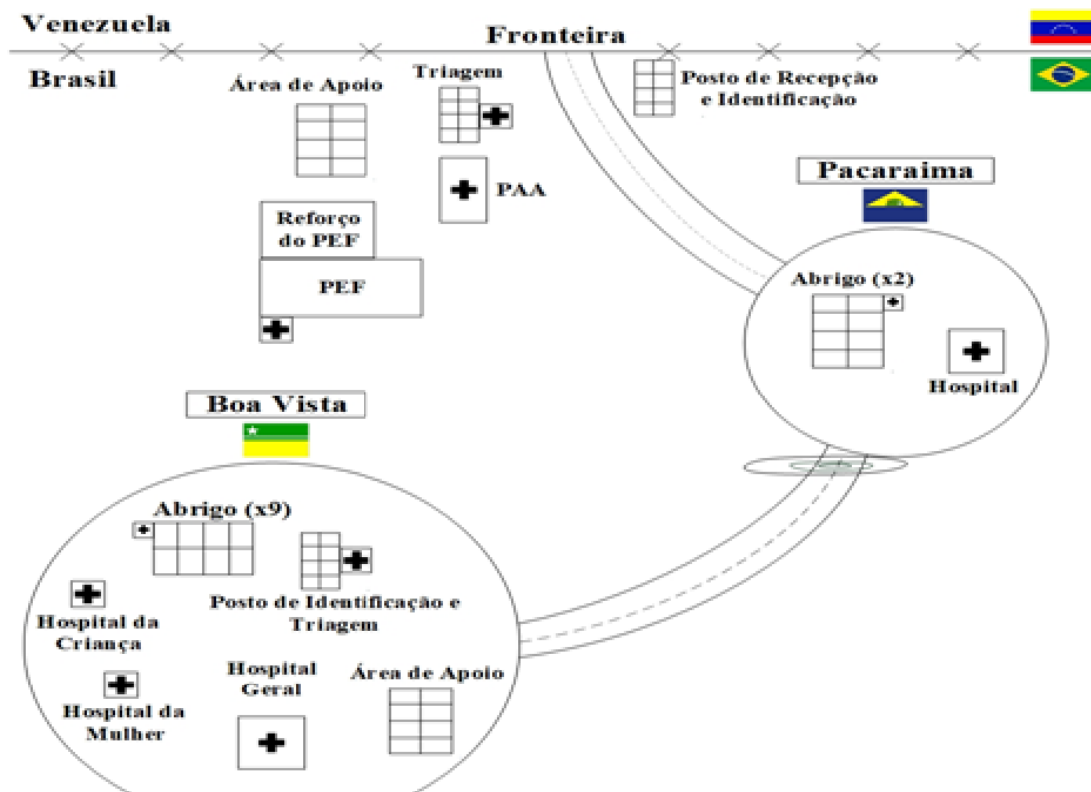 Venezuela
Fronteira
Brasil
Área de Apoio
Triagem
Posto de Recepção
e Identificação
PAA
Pacaraima
Reforço
do PEF
PEF
Abrigo (x2)
Hospital
Boa Vista
Abrigo (x9)
Posto de Identificação e
Triagem
Hospital da
Criança
Hospital da
Mulher
Hospital
Geral
Área de Apoio